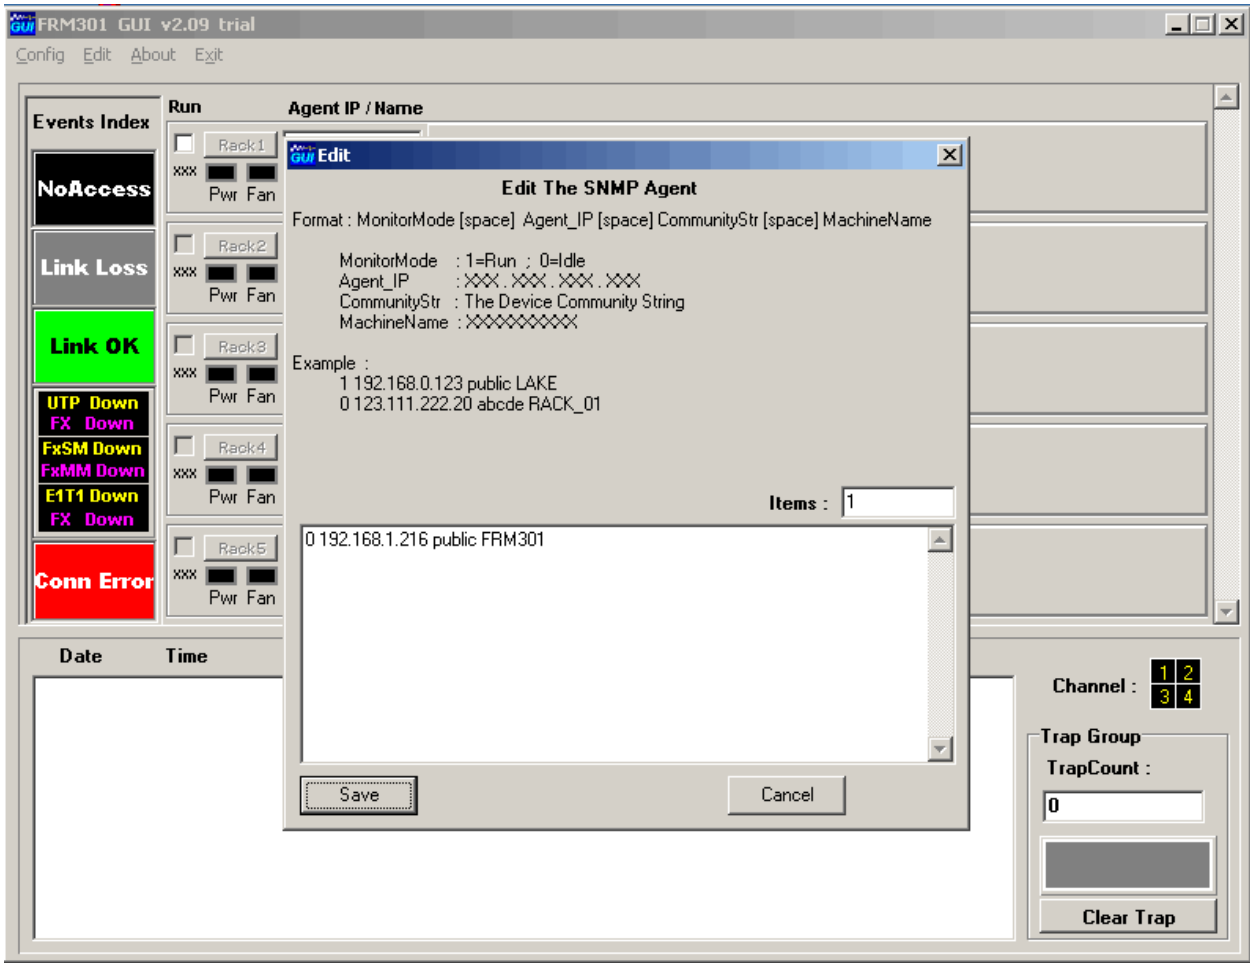 GUI FRM301 GUI v2.09 trial
Config Edit About Exit
Events Index
Run
Agent IP / Name
NoAccess
Link Loss
Link OK
UTP Down
FX Down
FxSM Down
FxMM Down
E1T1 Down
FX Down
Conn Error
Rack1
xxx
Pwr Fan
Rack2
xxx
Pwr Fan
Rack3
xxx
Pwr Fan
Rack4
xxx
Pwr Fan
Rack5
xxx
Pwr Fan
GUI Edit
Edit The SNMP Agent
Format : MonitorMode [space] Agent_IP [space] CommunityStr [space] MachineName
MonitorMode : 1=Run ; 0=Idle
Agent_IP : XXX . XXX . XXX . XXX
CommunityStr : The Device Community String
MachineName : XXXXXXXXXX
Example :
1 192.168.0.123 public LAKE
0 123.111.222.20 abcde RACK_01
Items : 1
0 192.168.1.216 public FRM301
Save
Cancel
Date Time
Channel : 1 2
3 4
Trap Group
TrapCount :
0
Clear Trap